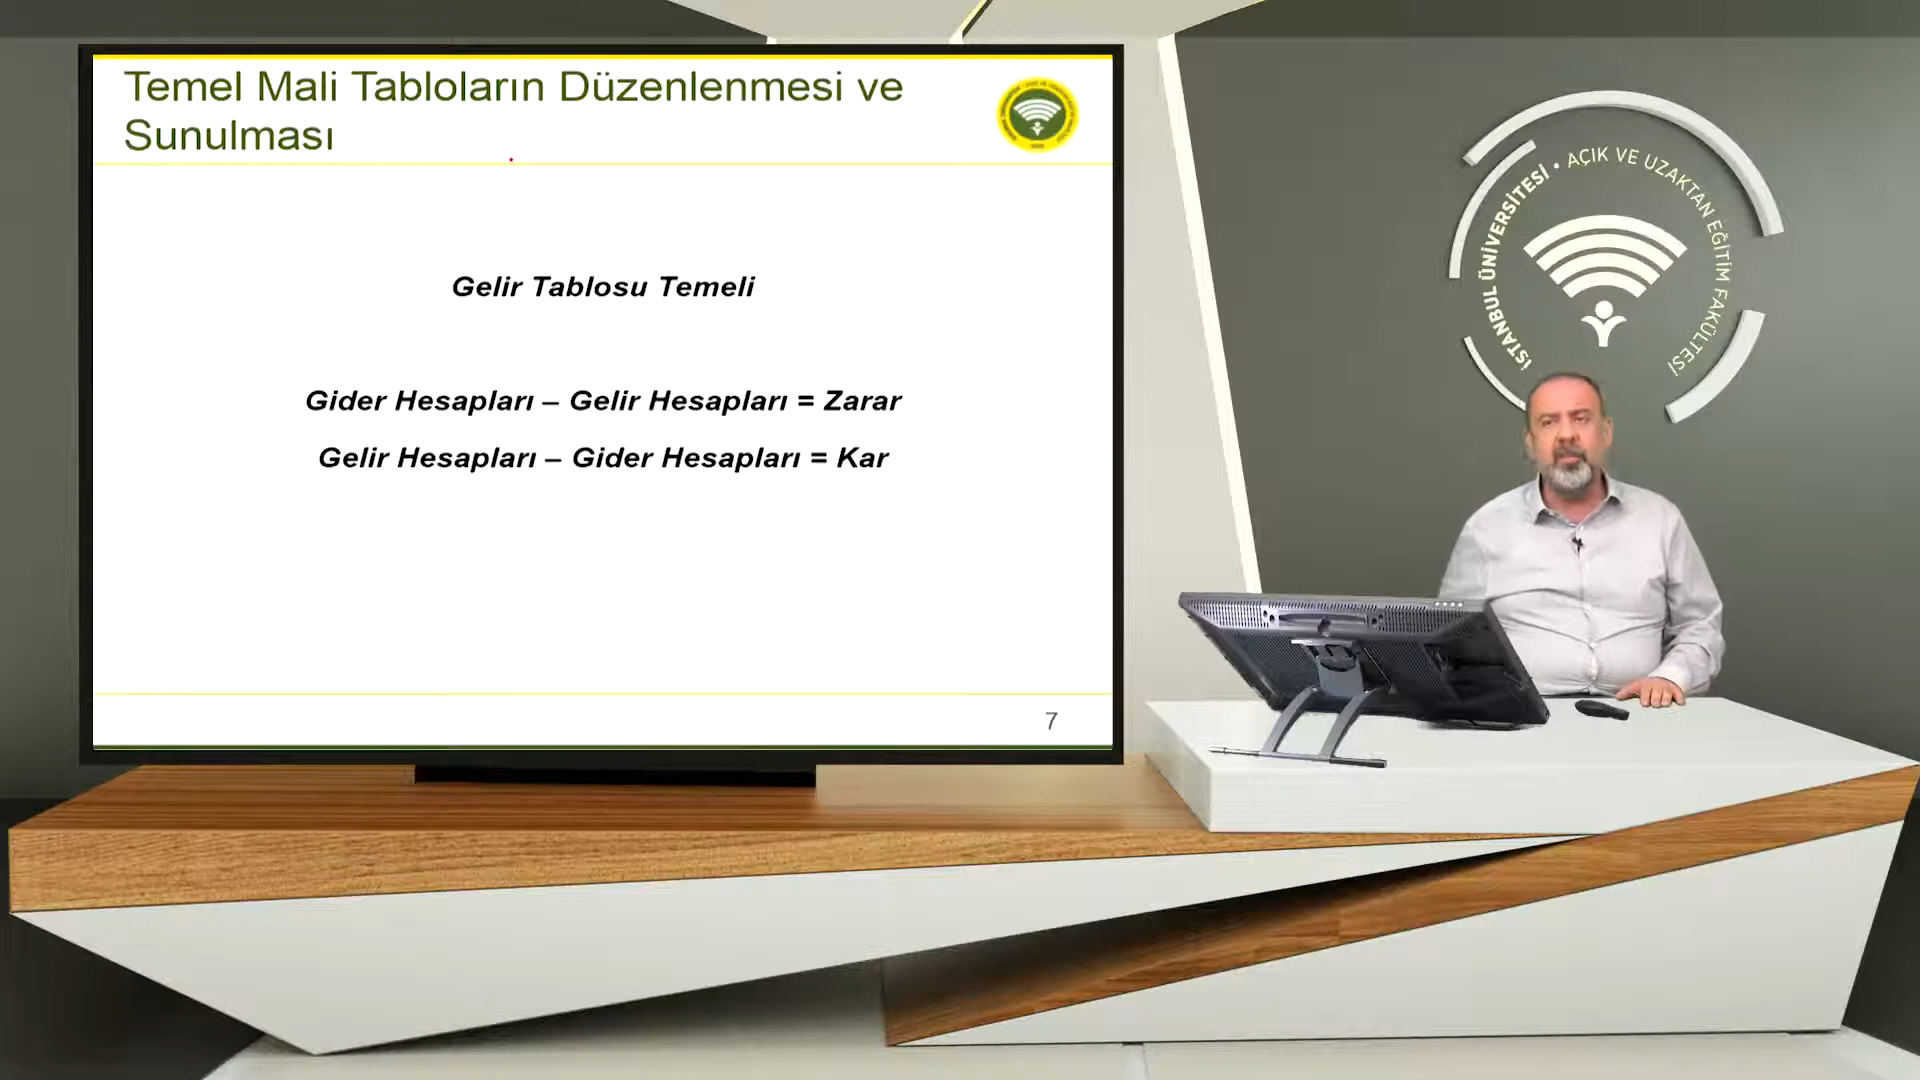 Temel Mali Tabloların Düzenlenmesi ve
Sunulması
Gelir Tablosu Temeli
Gider Hesapları – Gelir Hesapları = Zarar
Gelir Hesapları – Gider Hesapları = Kar
7
İSTANBUL ÜNİVERSİTESİ • AÇIK VE UZAKTAN EĞİTİM FAKÜLTESİ